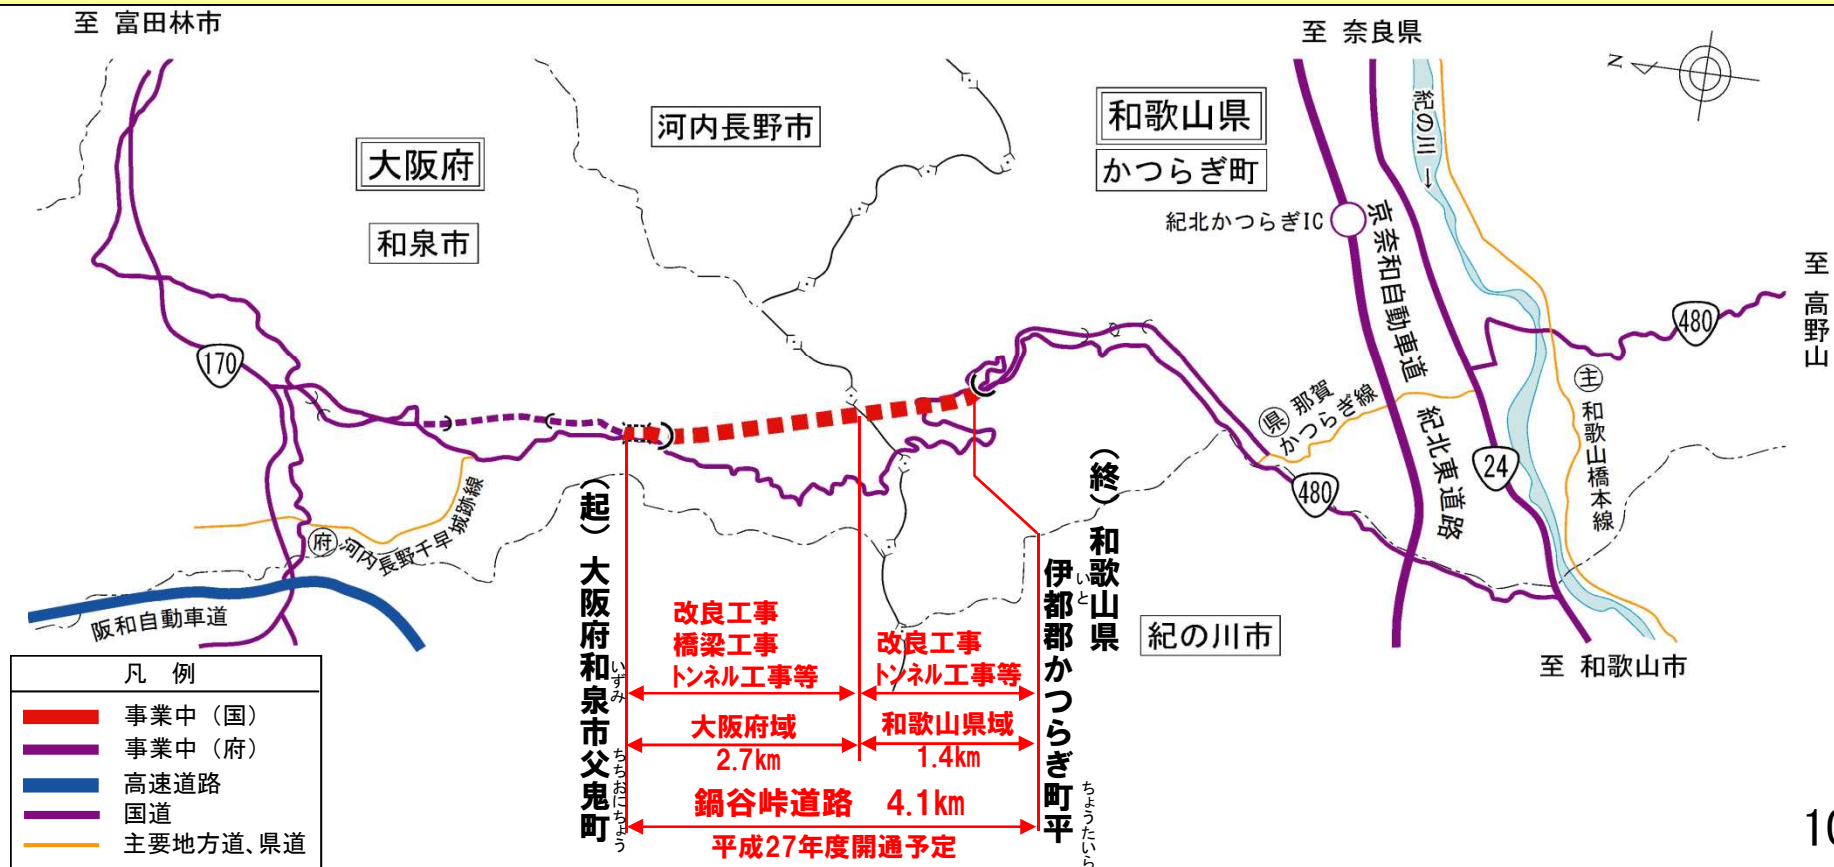 至 富田林市
至 奈良県
N
河内長野市
大阪府
和泉市
和歌山県
かつらぎ町
紀の川→
紀北かつらぎIC
京奈和自動車道
紀北東道路
至 高野山
170
480
480
24
主 和歌山橋本線
県 那賀
かつらぎ線
府 河内長野千早城跡線
阪和自動車道
紀の川市
至 和歌山市
(起) 大阪府和泉市父鬼町
いずみ
ちちおにちょう
(終) 和歌山県
伊都郡かつらぎ町平
いと
ちょうたいら
改良工事
橋梁工事
トンネル工事等
改良工事
トンネル工事等
大阪府域
2.7km
和歌山県域
1.4km
鍋谷峠道路 4.1km
平成27年度開通予定
凡 例
事業中（国）
事業中（府）
高速道路
国道
主要地方道、県道